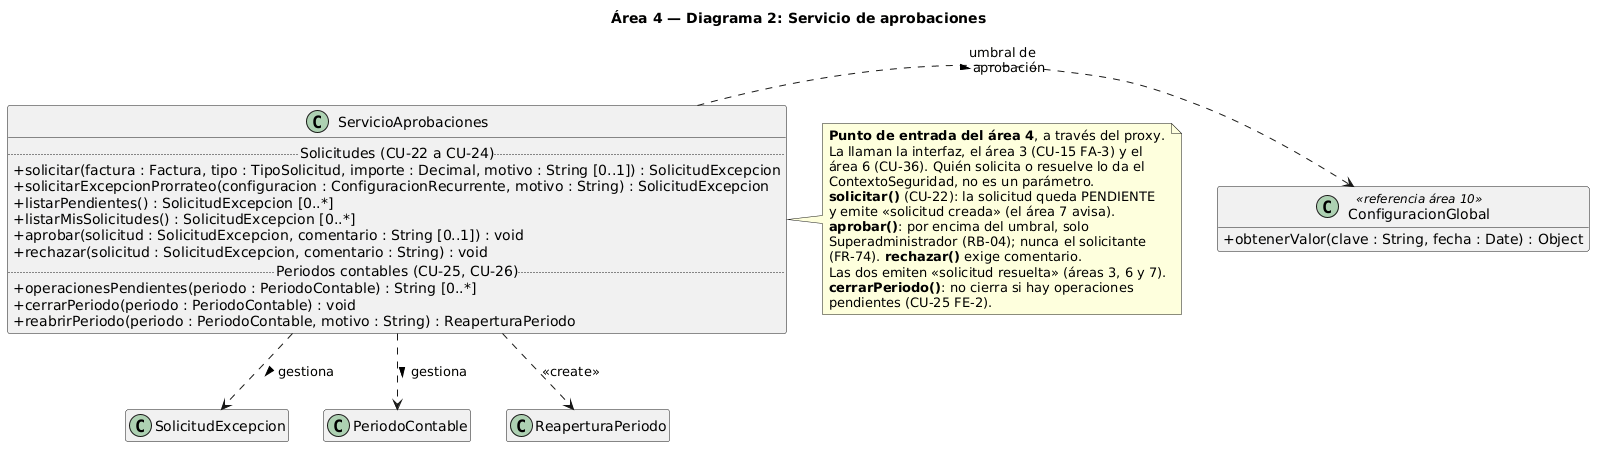 Área 4 — Diagrama 2: Servicio de aprobaciones
umbral de
aprobación
ServicioAprobaciones
Solicitudes (CU-22 a CU-24)
+solicitar(factura : Factura, tipo : TipoSolicitud, importe : Decimal, motivo : String [0..1]) : SolicitudExcepcion
+solicitarExcepcionProrrateo(configuracion : ConfiguracionRecurrente, motivo : String) : SolicitudExcepcion
+listarPendientes() : SolicitudExcepcion [0..*]
+listarMisSolicitudes() : SolicitudExcepcion [0..*]
+aprobar(solicitud : SolicitudExcepcion, comentario : String [0..1]) : void
+rechazar(solicitud : SolicitudExcepcion, comentario : String) : void
Periodos contables (CU-25, CU-26)
+operacionesPendientes(periodo : PeriodoContable) : String [0..*]
+cerrarPeriodo(periodo : PeriodoContable) : void
+reabrirPeriodo(periodo : PeriodoContable, motivo : String) : ReaperturaPeriodo
Punto de entrada del área 4, a través del proxy.
La llaman la interfaz, el área 3 (CU-15 FA-3) y el
área 6 (CU-36). Quién solicita o resuelve lo da el
ContextoSeguridad, no es un parámetro.
solicitar() (CU-22): la solicitud queda PENDIENTE
y emite «solicitud creada» (el área 7 avisa).
aprobar(): por encima del umbral, solo
Superadministrador (RB-04); nunca el solicitante
(FR-74). rechazar() exige comentario.
Las dos emiten «solicitud resuelta» (áreas 3, 6 y 7).
cerrarPeriodo(): no cierra si hay operaciones
pendientes (CU-25 FE-2).
«referencia área 10»
ConfiguracionGlobal
+obtenerValor(clave : String, fecha : Date) : Object
gestiona
gestiona
«create»
SolicitudExcepcion
PeriodoContable
ReaperturaPeriodo